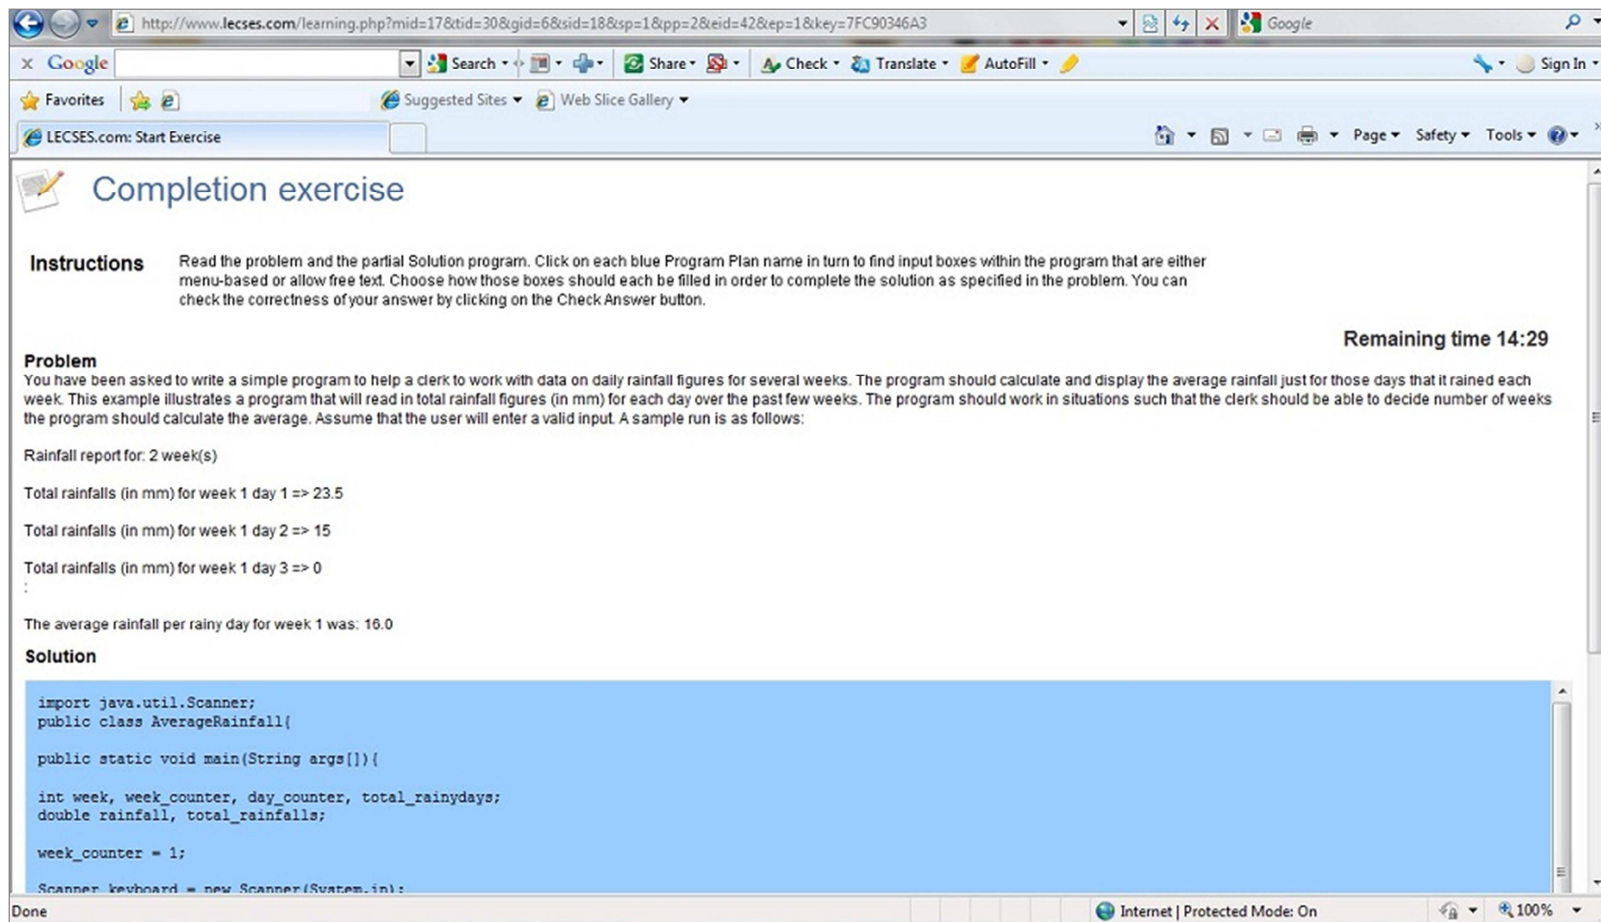 http://www.lecses.com/learning.php?mid=17&tid=30&gid=6&sid=18&sp=1&pp=2&eid=42&ep=1&key=7FC90346A3 Google
x Google Search Share Check Translate AutoFill Sign In
Favorites Suggested Sites Web Slice Gallery
LECSES.com: Start Exercise Page Safety Tools
Completion exercise
Instructions Read the problem and the partial Solution program. Click on each blue Program Plan name in turn to find input boxes within the program that are either
menu-based or allow free text. Choose how those boxes should each be filled in order to complete the solution as specified in the problem. You can
check the correctness of your answer by clicking on the Check Answer button.
Remaining time 14:29
Problem
You have been asked to write a simple program to help a clerk to work with data on daily rainfall figures for several weeks. The program should calculate and display the average rainfall just for those days that it rained each
week. This example illustrates a program that will read in total rainfall figures (in mm) for each day over the past few weeks. The program should work in situations such that the clerk should be able to decide number of weeks
the program should calculate the average. Assume that the user will enter a valid input. A sample run is as follows:
Rainfall report for: 2 week(s)
Total rainfalls (in mm) for week 1 day 1 => 23.5
Total rainfalls (in mm) for week 1 day 2 => 15
Total rainfalls (in mm) for week 1 day 3 => 0
:
The average rainfall per rainy day for week 1 was: 16.0
Solution
import java.util.Scanner;
public class AverageRainfall{
public static void main(String args[]){
int week, week_counter, day_counter, total_rainydays;
double rainfall, total_rainfalls;
week_counter = 1;
Scanner keyboard = new Scanner(System.in);
Done Internet | Protected Mode: On 100%